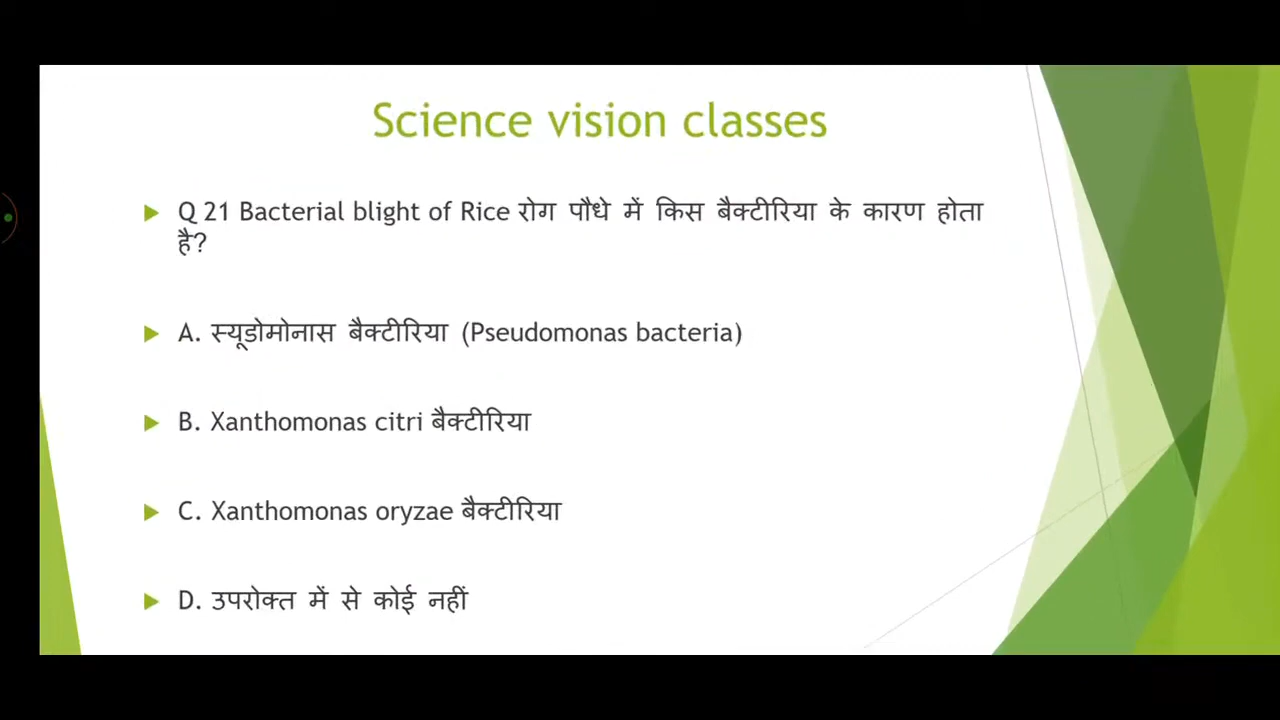 Science vision classes
Q 21 Bacterial blight of Rice रोग पौधे में किस बैक्टीरिया के कारण होता
है?
A. स्यूडोमोनास बैक्टीरिया (Pseudomonas bacteria)
B. Xanthomonas citri बैक्टीरिया
C. Xanthomonas oryzae बैक्टीरिया
D. उपरोक्त में से कोई नहीं